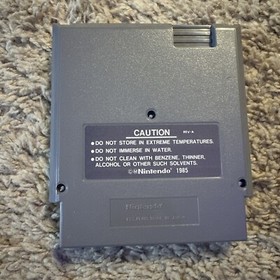 CAUTION
• DO NOT STORE IN EXTREME TEMPERATURES.
• DO NOT IMMERSE IN WATER.
• DO NOT CLEAN WITH BENZENE, THINNER,
ALCOHOL OR OTHER SUCH SOLVENTS.
©Nintendo 1985